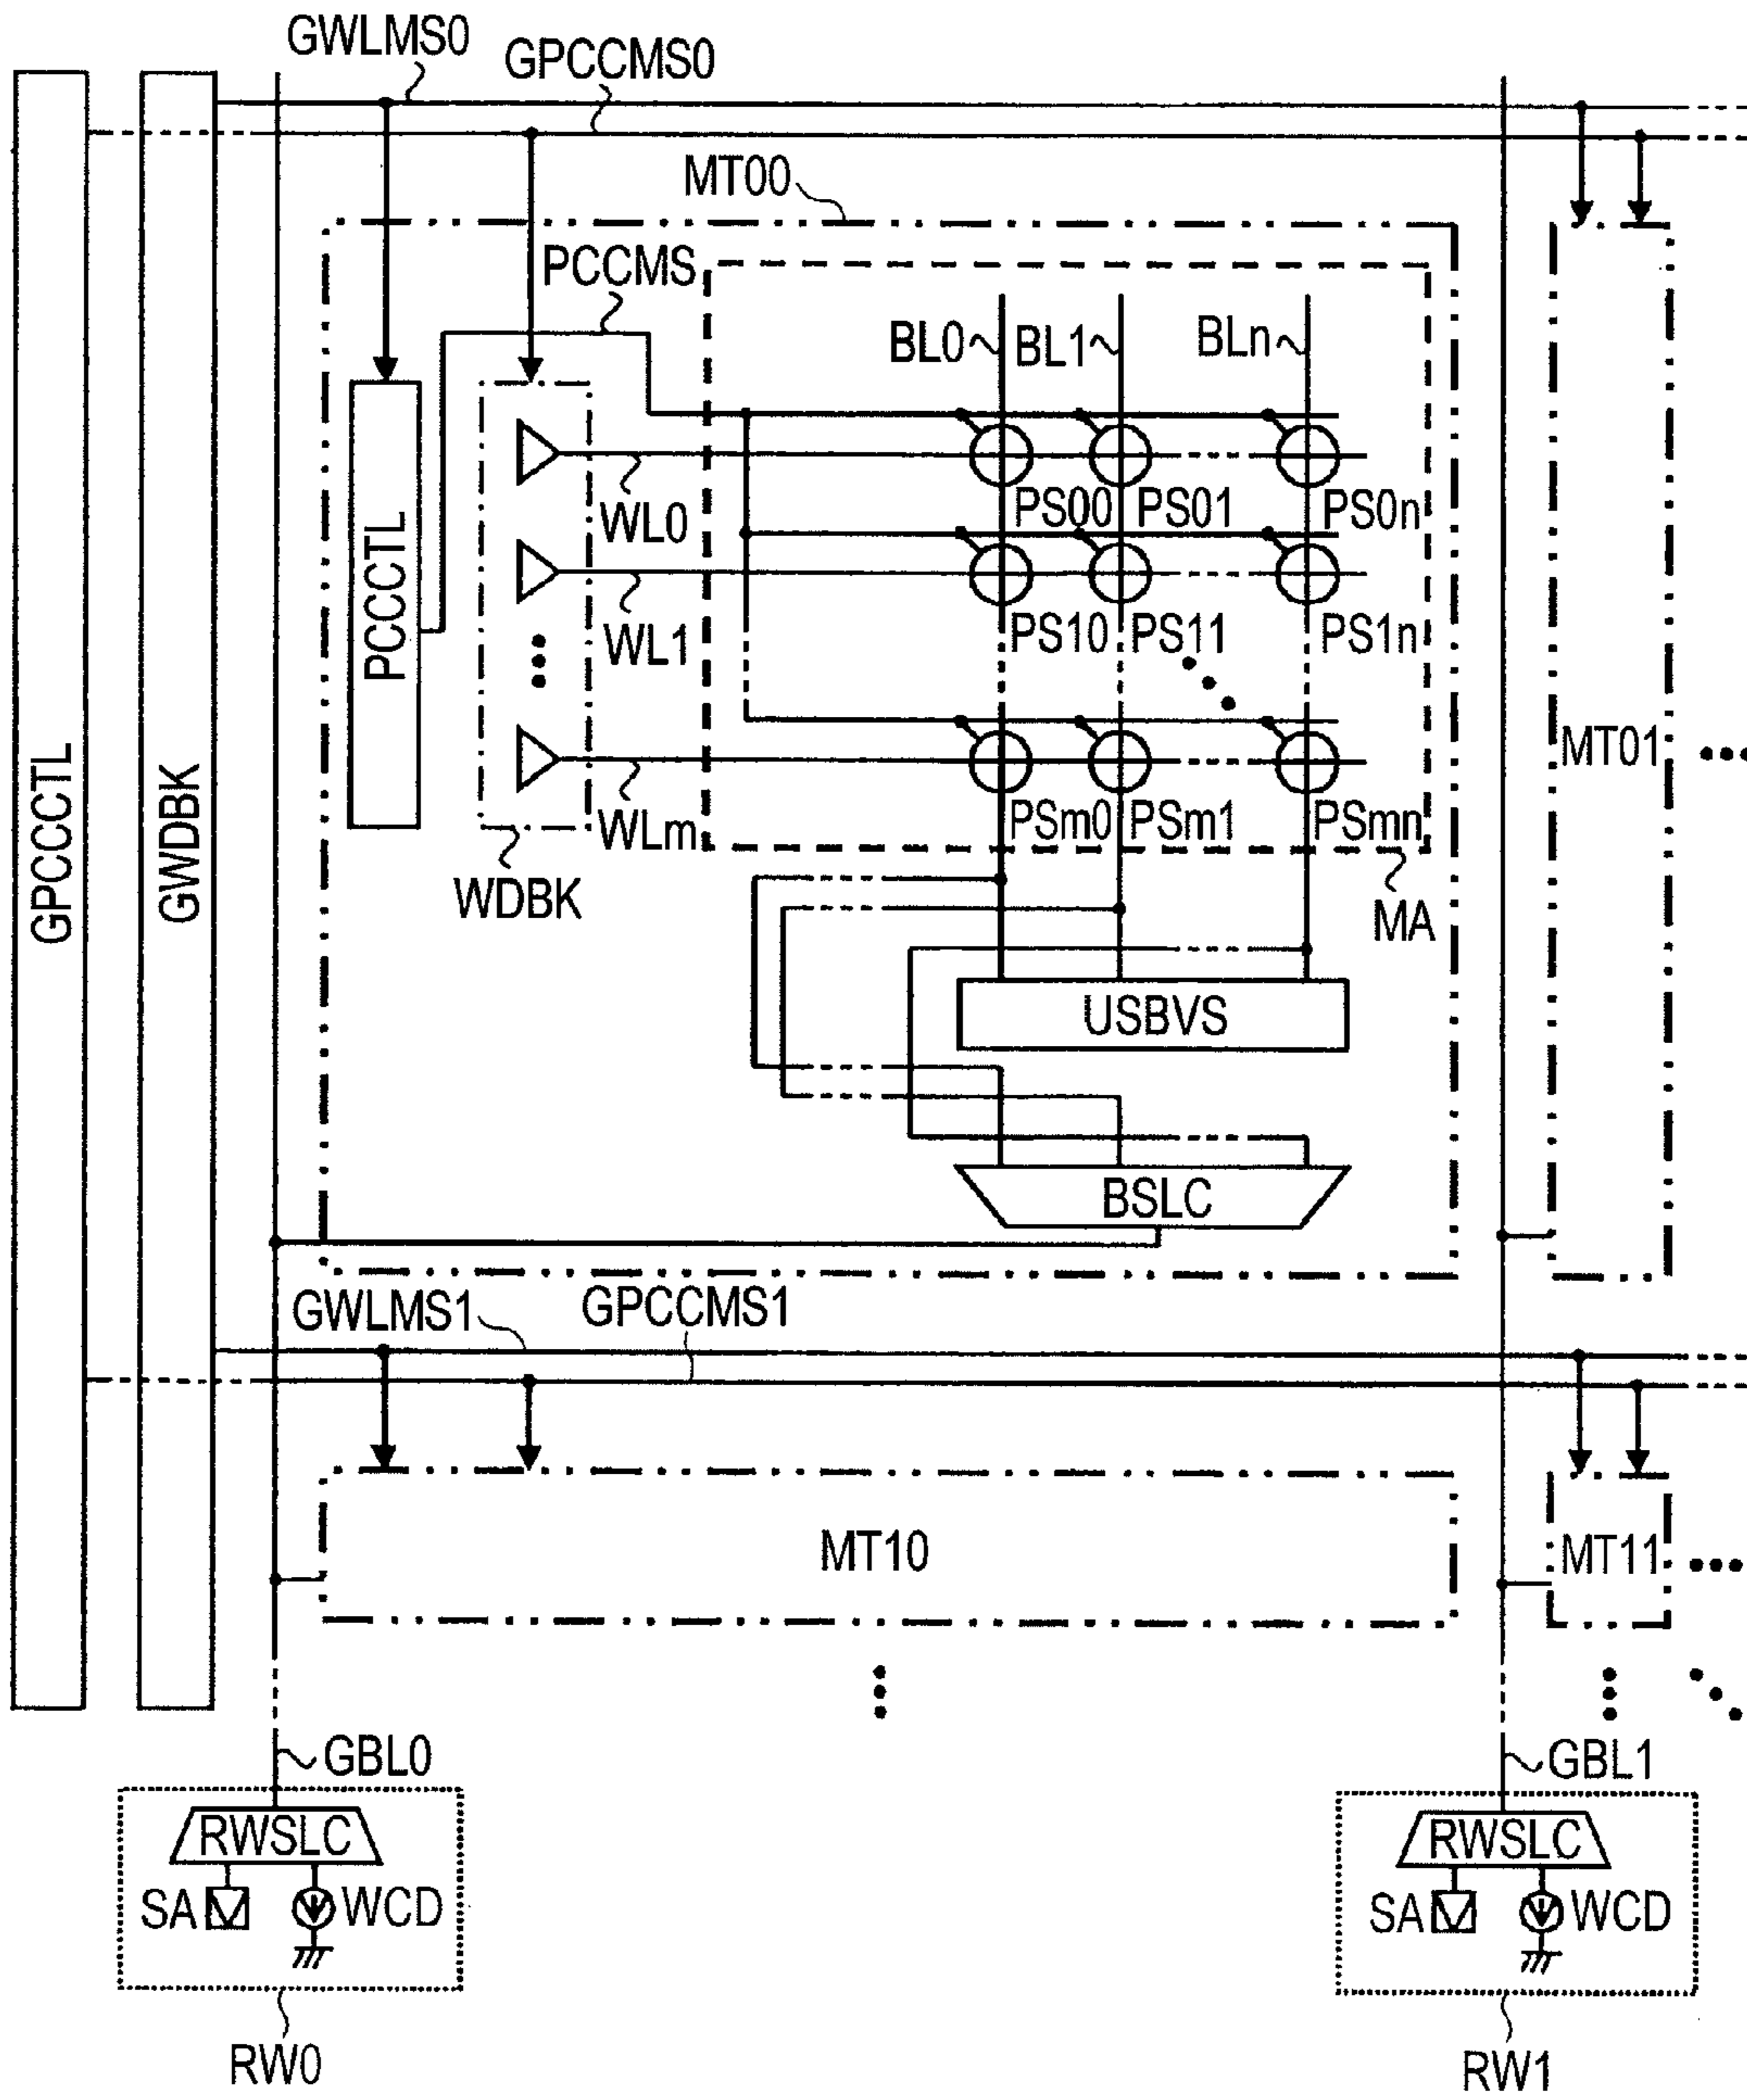 GWLMS0
GPCCMS0
MT00
PCCMS
BL0
BL1
BLn
WL0
PS00
PS01
PS0n
PCCCTL
WL1
PS10
PS11
PS1n
GPCCCTL
GWDBK
MT01
WLm
PSm0
PSm1
PSmn
WDBK
MA
USBVS
BSLC
GWLMS1
GPCCMS1
MT10
MT11
GBL0
GBL1
RWSLC
RWSLC
SA
WCD
SA
WCD
RW0
RW1